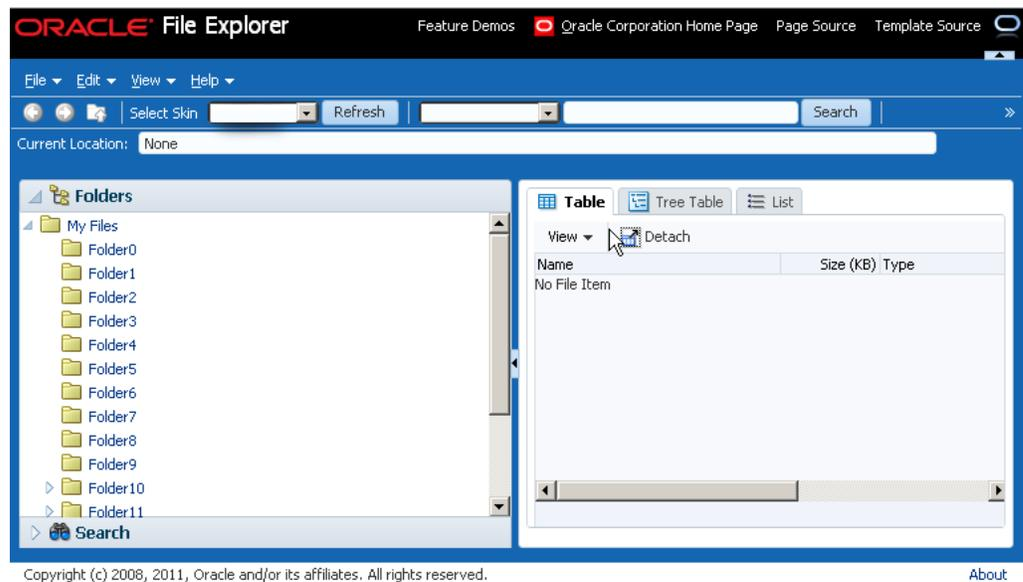 ORACLE File Explorer
Feature Demos Oracle Corporation Home Page Page Source Template Source
File Edit View Help
Select Skin Refresh Search »
Current Location: None
Folders
My Files
Folder0
Folder1
Folder2
Folder3
Folder4
Folder5
Folder6
Folder7
Folder8
Folder9
Folder10
Folder11
Search
Table Tree Table List
View Detach
Name Size (KB) Type
No File Item
Copyright (c) 2008, 2011, Oracle and/or its affiliates. All rights reserved.
About